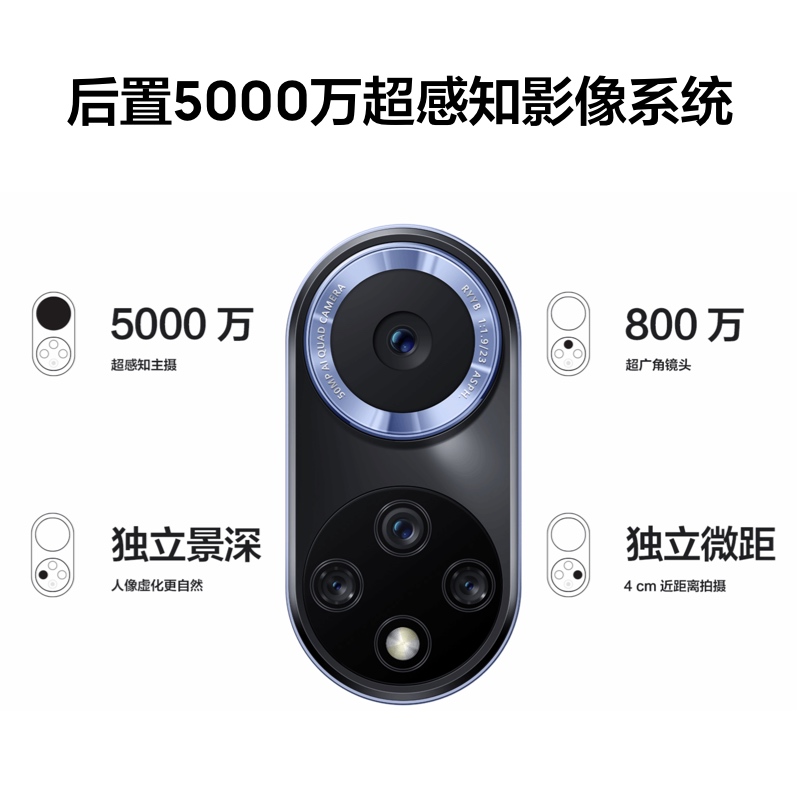 后置5000万超感知影像系统
50MP AI QUAD CAMERA
RYYB 1:1.9/23 ASPH.
5000 万
超感知主摄
800 万
超广角镜头
独立景深
人像虚化更自然
独立微距
4 cm 近距离拍摄